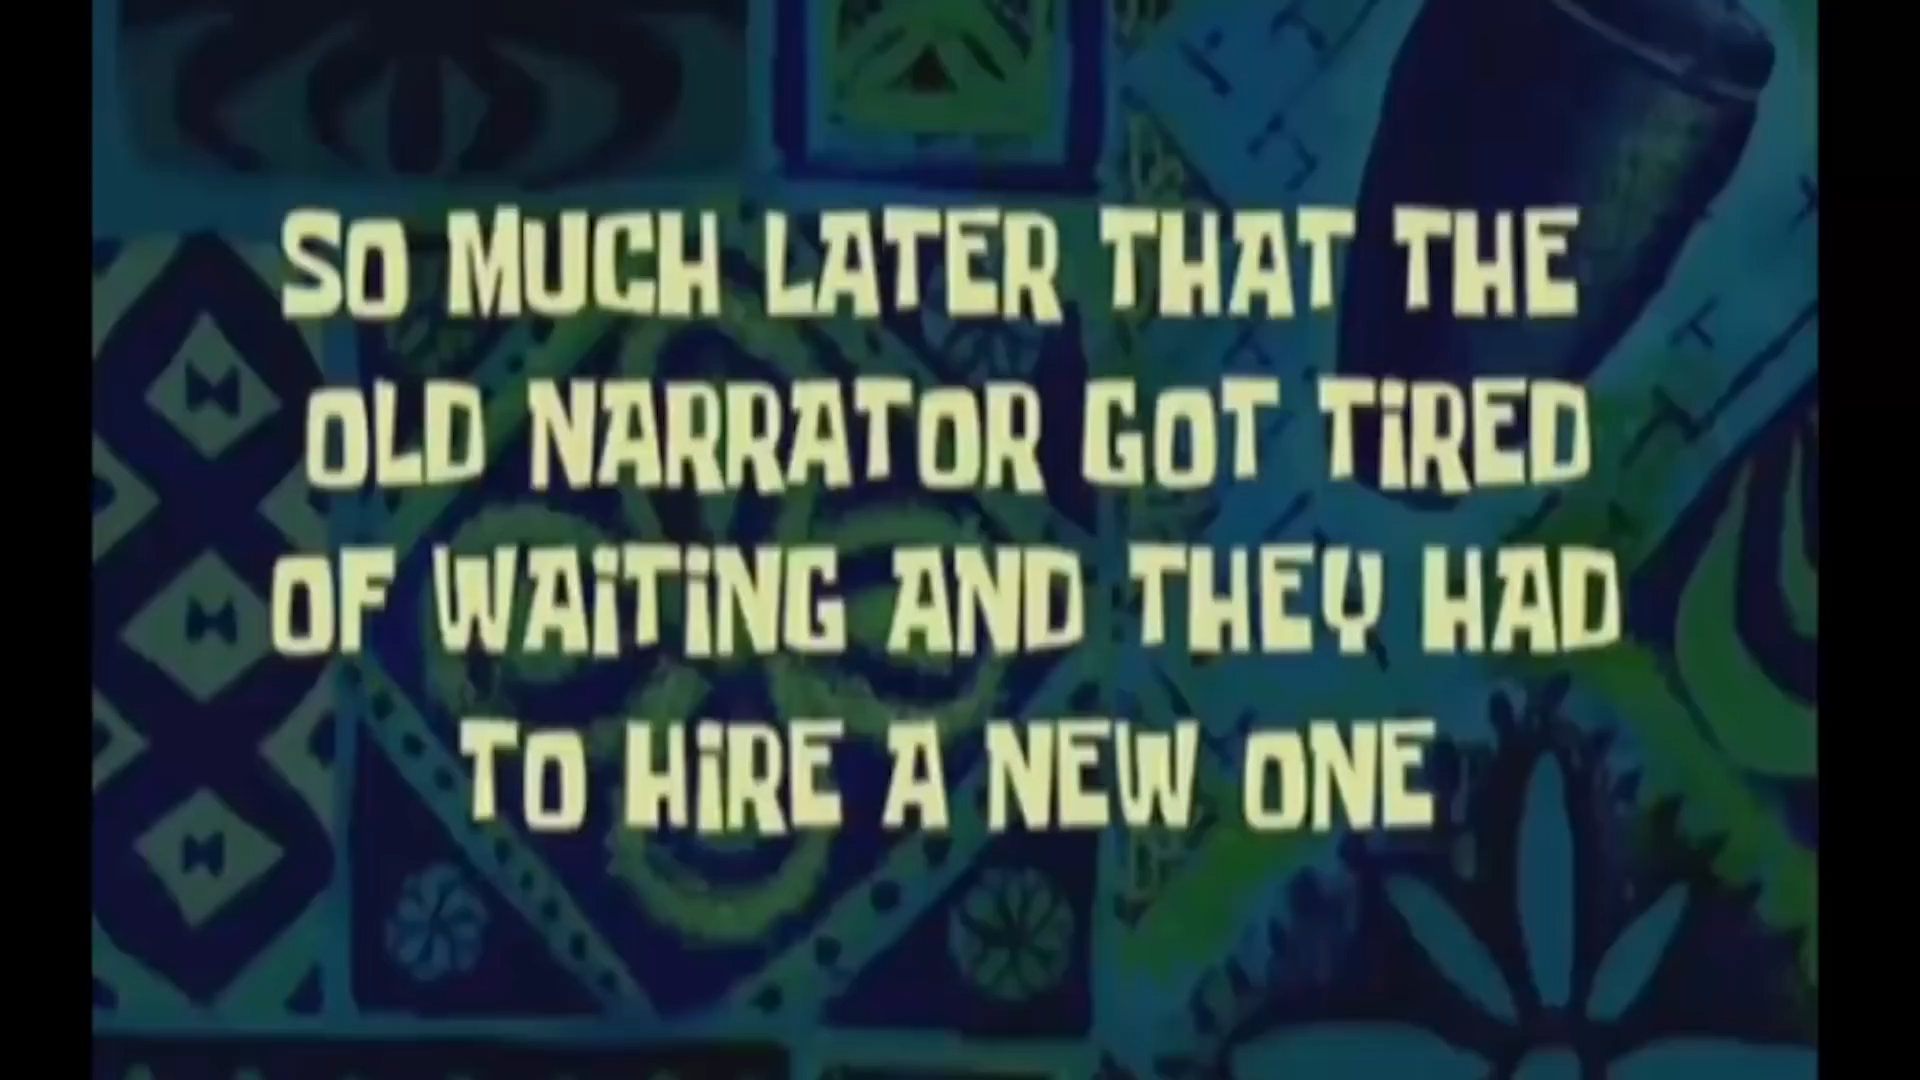 SO MUCH LATER THAT THE
OLD NARRATOR GOT TiRED
OF WAiTiNG AND THEY HAD
TO HiRE A NEW ONE